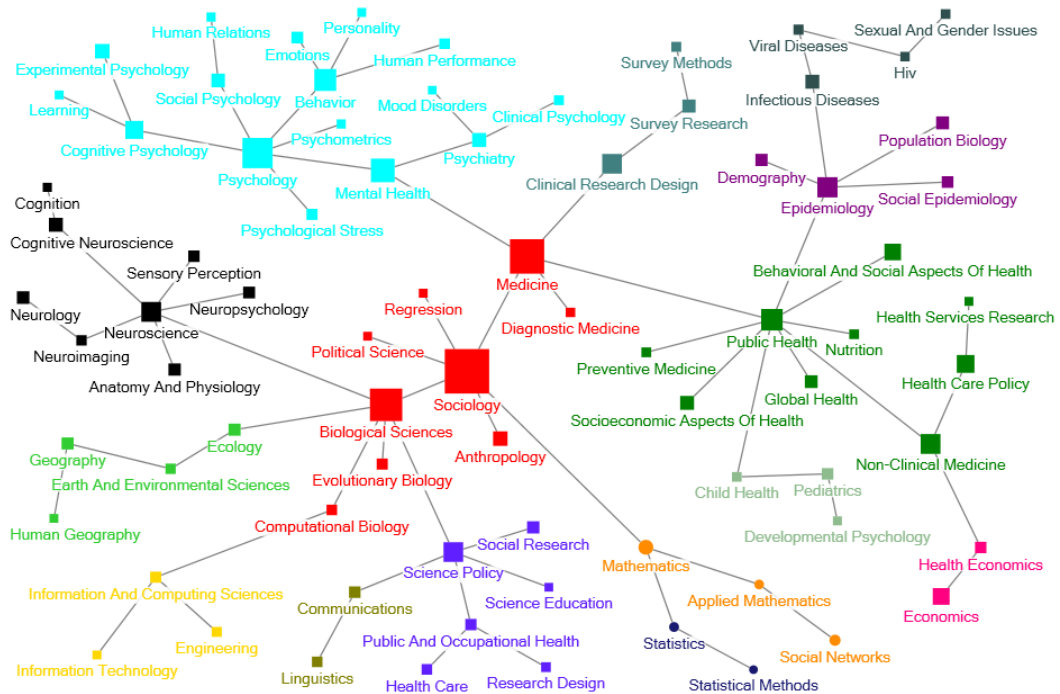 Human Relations
Personality
Emotions
Human Performance
Experimental Psychology
Social Psychology
Behavior
Learning
Mood Disorders
Clinical Psychology
Cognitive Psychology
Psychometrics
Psychiatry
Psychology
Mental Health
Psychological Stress
Survey Methods
Survey Research
Clinical Research Design
Sexual And Gender Issues
Viral Diseases
Hiv
Infectious Diseases
Population Biology
Demography
Epidemiology
Social Epidemiology
Cognition
Cognitive Neuroscience
Sensory Perception
Neurology
Neuroscience
Neuropsychology
Neuroimaging
Anatomy And Physiology
Medicine
Regression
Diagnostic Medicine
Political Science
Sociology
Biological Sciences
Anthropology
Evolutionary Biology
Computational Biology
Behavioral And Social Aspects Of Health
Health Services Research
Public Health
Nutrition
Preventive Medicine
Global Health
Health Care Policy
Socioeconomic Aspects Of Health
Non-Clinical Medicine
Ecology
Geography
Earth And Environmental Sciences
Human Geography
Child Health
Pediatrics
Developmental Psychology
Social Research
Science Policy
Science Education
Communications
Public And Occupational Health
Linguistics
Health Care
Research Design
Information And Computing Sciences
Engineering
Information Technology
Mathematics
Applied Mathematics
Statistics
Social Networks
Statistical Methods
Health Economics
Economics